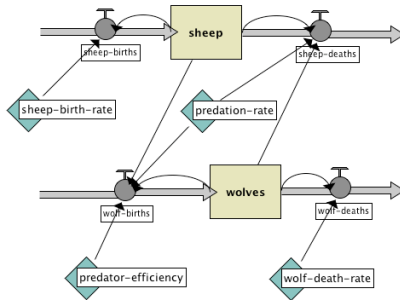 sheep
sheep-births
sheep-deaths
sheep-birth-rate
predation-rate
wolves
wolf-births
wolf-deaths
predator-efficiency
wolf-death-rate